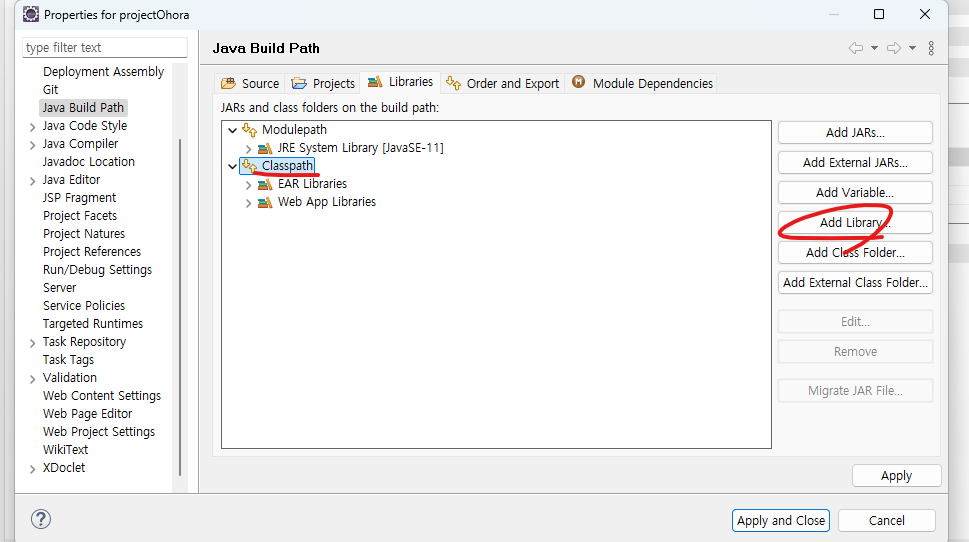 Properties for projectOhora
type filter text
Deployment Assembly
Git
Java Build Path
Java Code Style
Java Compiler
Javadoc Location
Java Editor
JSP Fragment
Project Facets
Project Natures
Project References
Run/Debug Settings
Server
Service Policies
Targeted Runtimes
Task Repository
Task Tags
Validation
Web Content Settings
Web Page Editor
Web Project Settings
WikiText
XDoclet
Java Build Path
Source
Projects
Libraries
Order and Export
Module Dependencies
JARs and class folders on the build path:
Modulepath
JRE System Library [JavaSE-11]
Classpath
EAR Libraries
Web App Libraries
Add JARs...
Add External JARs...
Add Variable...
Add Library...
Add Class Folder...
Add External Class Folder...
Edit...
Remove
Migrate JAR File...
Apply
Apply and Close
Cancel